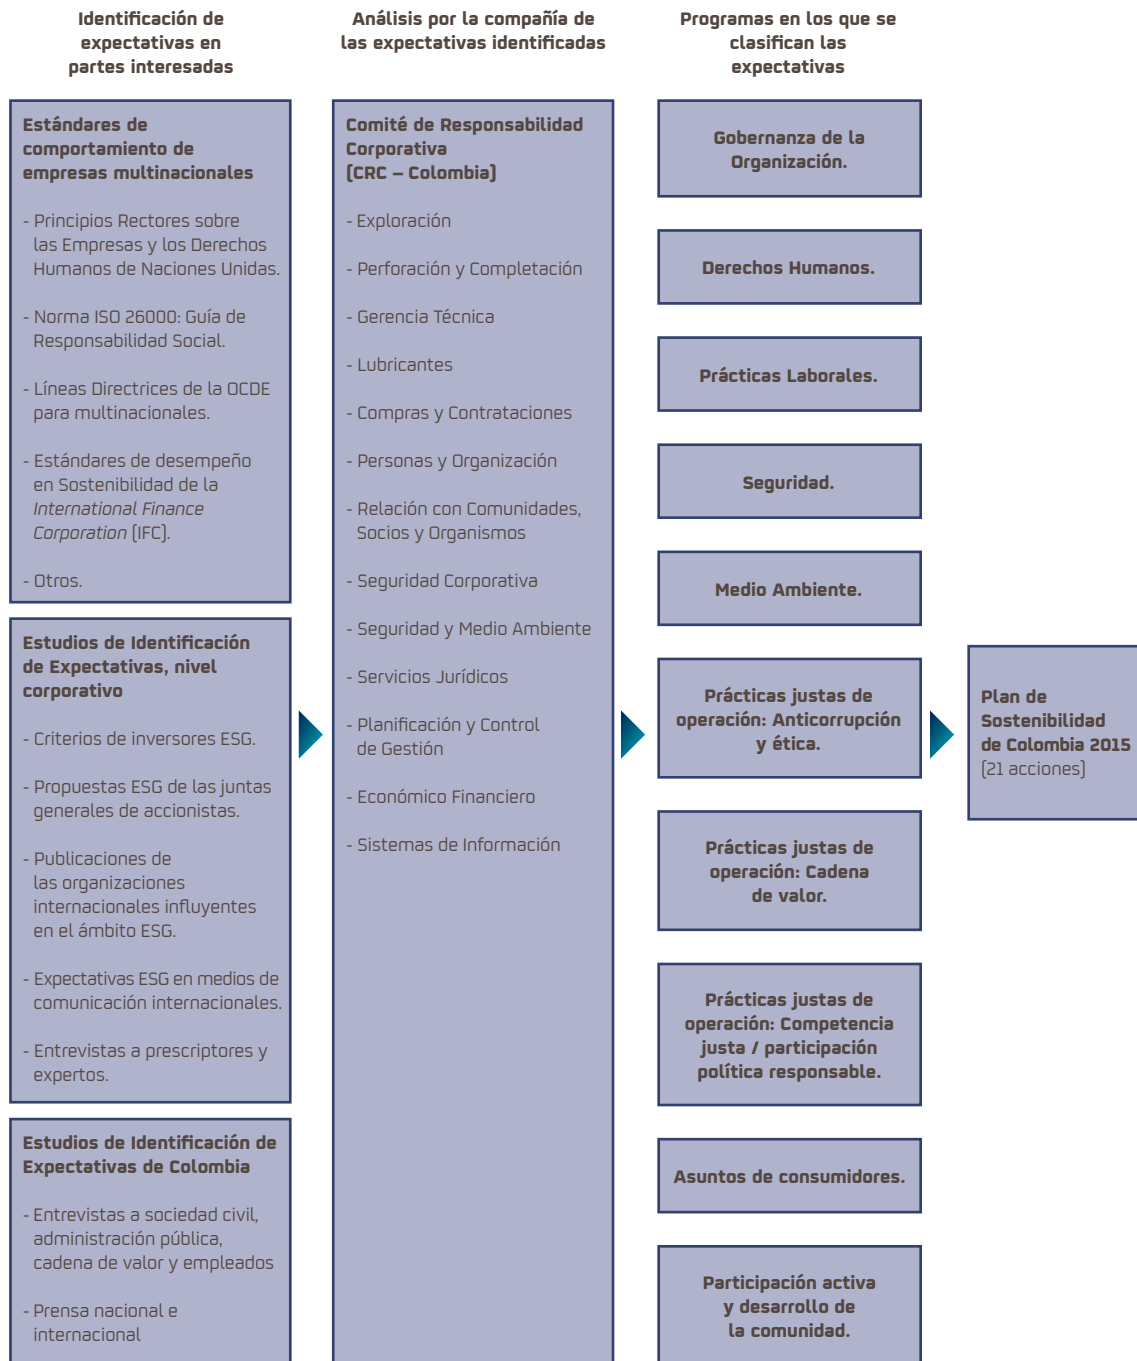 Identificación de
expectativas en
partes interesadas
Análisis por la compañía de
las expectativas identificadas
Programas en los que se
clasifican las
expectativas
Estándares de
comportamiento de
empresas multinacionales
- Principios Rectores sobre
las Empresas y los Derechos
Humanos de Naciones Unidas.
- Norma ISO 26000: Guía de
Responsabilidad Social.
- Líneas Directrices de la OCDE
para multinacionales.
- Estándares de desempeño
en Sostenibilidad de la
International Finance
Corporation (IFC).
- Otros.
Estudios de Identificación
de Expectativas, nivel
corporativo
- Criterios de inversores ESG.
- Propuestas ESG de las juntas
generales de accionistas.
- Publicaciones de
las organizaciones
internacionales influyentes
en el ámbito ESG.
- Expectativas ESG en medios de
comunicación internacionales.
- Entrevistas a prescriptores y
expertos.
Estudios de Identificación de
Expectativas de Colombia
- Entrevistas a sociedad civil,
administración pública,
cadena de valor y empleados
- Prensa nacional e
internacional
Comité de Responsabilidad
Corporativa
(CRC – Colombia)
- Exploración
- Perforación y Completación
- Gerencia Técnica
- Lubricantes
- Compras y Contrataciones
- Personas y Organización
- Relación con Comunidades,
Socios y Organismos
- Seguridad Corporativa
- Seguridad y Medio Ambiente
- Servicios Jurídicos
- Planificación y Control
de Gestión
- Económico Financiero
- Sistemas de Información
Gobernanza de la
Organización.
Derechos Humanos.
Prácticas Laborales.
Seguridad.
Medio Ambiente.
Prácticas justas de
operación: Anticorrupción
y ética.
Prácticas justas de
operación: Cadena
de valor.
Prácticas justas de
operación: Competencia
justa / participación
política responsable.
Asuntos de consumidores.
Participación activa
y desarrollo de
la comunidad.
Plan de
Sostenibilidad
de Colombia 2015
(21 acciones)